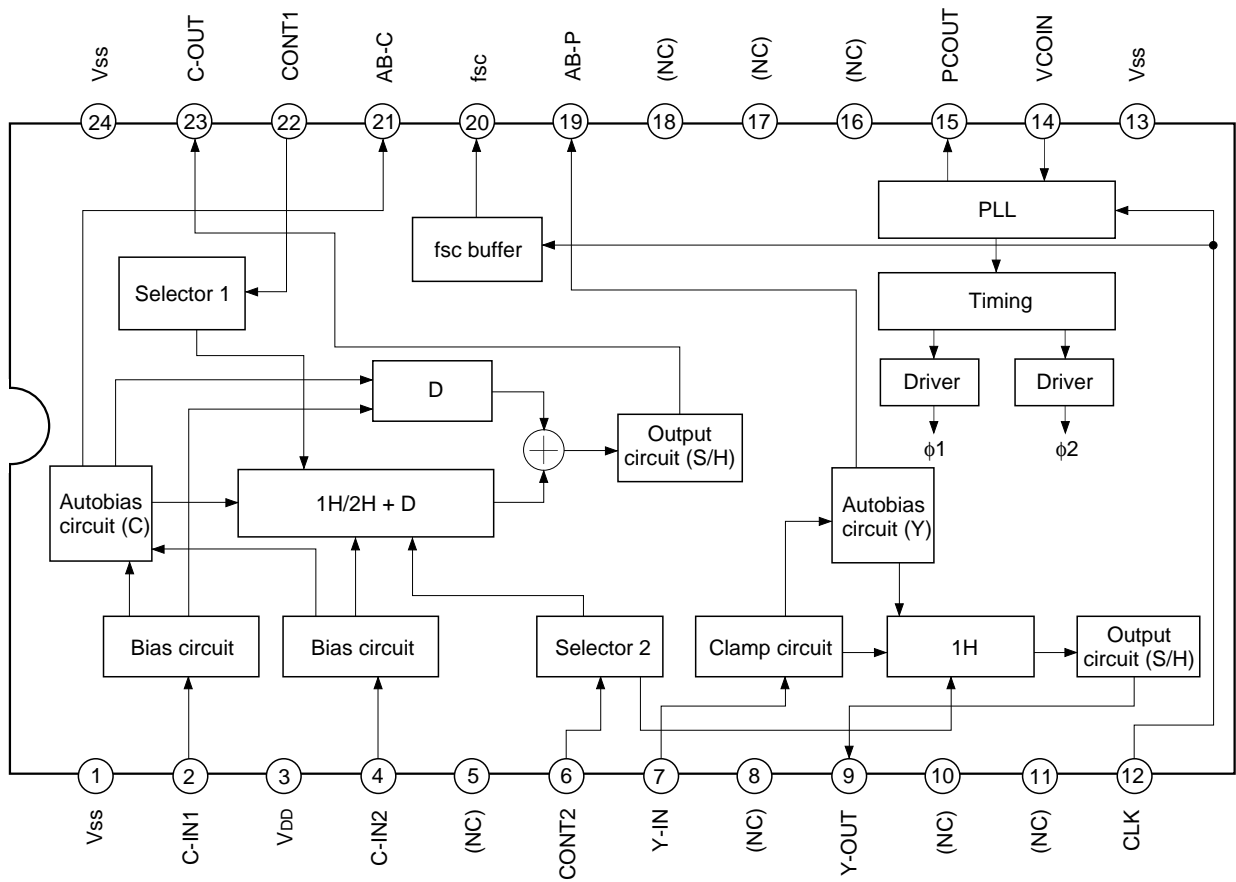 Vss
C-OUT
CONT1
AB-C
fsc
AB-P
(NC)
(NC)
(NC)
PCOUT
VCOIN
Vss
24
23
22
21
20
19
18
17
16
15
14
13
PLL
fsc buffer
Selector 1
Timing
D
Driver
Driver
Output
circuit (S/H)
ϕ1
ϕ2
Autobias
circuit (C)
1H/2H + D
Autobias
circuit (Y)
Bias circuit
Bias circuit
Selector 2
Clamp circuit
1H
Output
circuit (S/H)
1
2
3
4
5
6
7
8
9
10
11
12
Vss
C-IN1
VDD
C-IN2
(NC)
CONT2
Y-IN
(NC)
Y-OUT
(NC)
(NC)
CLK